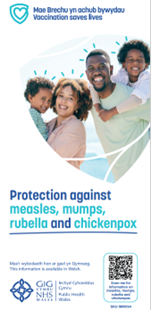 Mae Brechu yn achub bywydau
Vaccination saves lives
Protection against
measles, mumps,
rubella and chickenpox
Mae'r wybodaeth hon ar gael yn Gymraeg.
This information is available in Welsh.
GIG
CYMRU
NHS
WALES
Iechyd Cyhoeddus
Cymru
Public Health
Wales
Scan me for
information on
measles, mumps,
rubella and
chickenpox